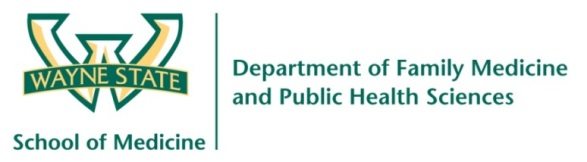 WAYNE STATE
School of Medicine
Department of Family Medicine
and Public Health Sciences